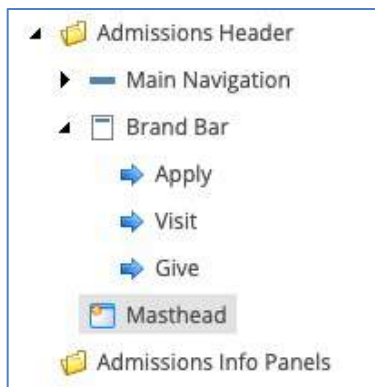 Admissions Header
Main Navigation
Brand Bar
Apply
Visit
Give
Masthead
Admissions Info Panels